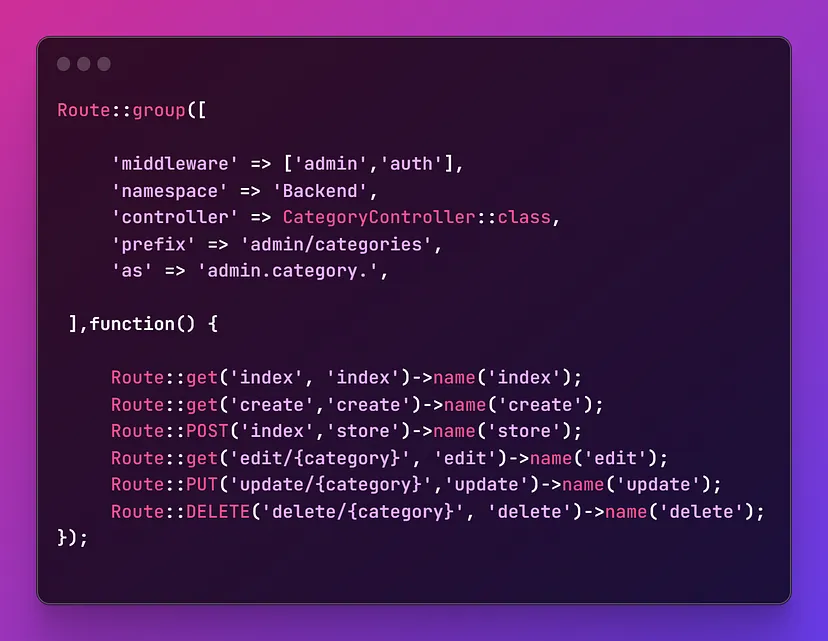 Route::group([
'middleware' => ['admin','auth'],
'namespace' => 'Backend',
'controller' => CategoryController::class,
'prefix' => 'admin/categories',
'as' => 'admin.category.',
],function() {
Route::get('index', 'index')->name('index');
Route::get('create','create')->name('create');
Route::POST('index','store')->name('store');
Route::get('edit/{category}', 'edit')->name('edit');
Route::PUT('update/{category}','update')->name('update');
Route::DELETE('delete/{category}', 'delete')->name('delete');
});